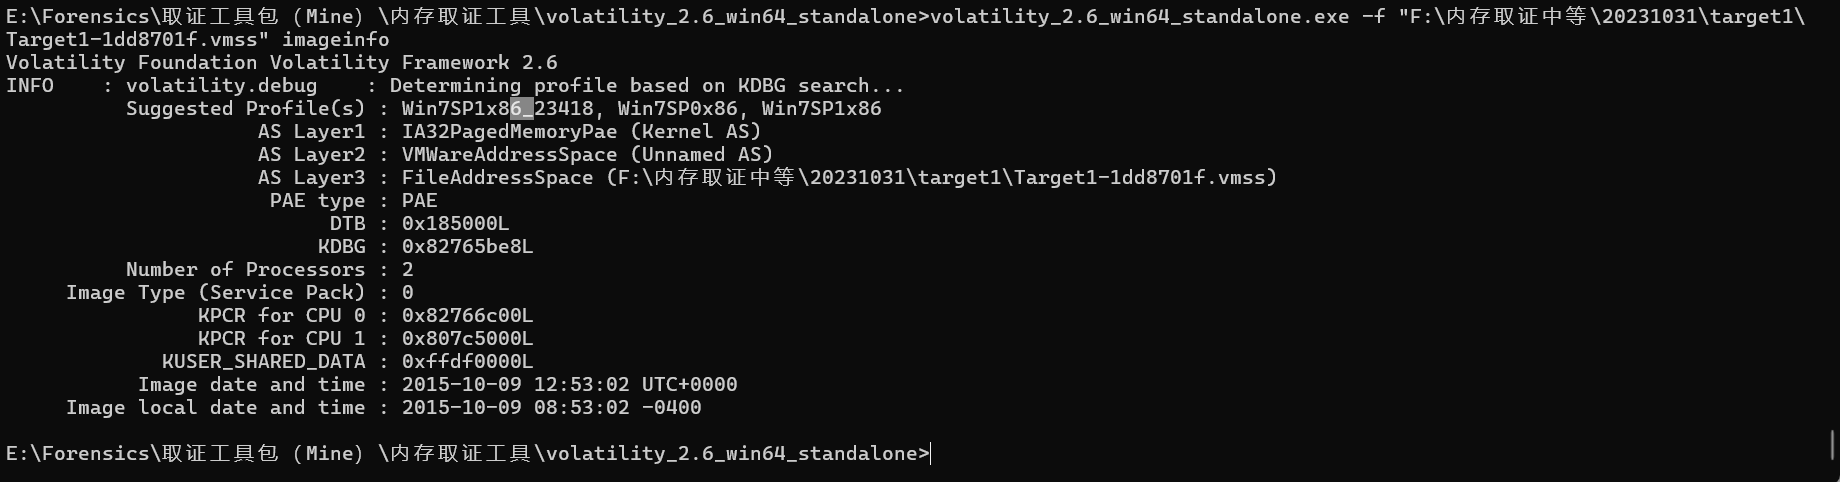 E:\Forensics\取证工具包（Mine）\内存取证工具\volatility_2.6_win64_standalone>volatility_2.6_win64_standalone.exe -f "F:\内存取证中等\20231031\target1\
Target1-1dd8701f.vmss" imageinfo
Volatility Foundation Volatility Framework 2.6
INFO    : volatility.debug    : Determining profile based on KDBG search...
          Suggested Profile(s) : Win7SP1x86_23418, Win7SP0x86, Win7SP1x86
                     AS Layer1 : IA32PagedMemoryPae (Kernel AS)
                     AS Layer2 : VMWareAddressSpace (Unnamed AS)
                     AS Layer3 : FileAddressSpace (F:\内存取证中等\20231031\target1\Target1-1dd8701f.vmss)
                      PAE type : PAE
                           DTB : 0x185000L
                          KDBG : 0x82765be8L
          Number of Processors : 2
     Image Type (Service Pack) : 0
                KPCR for CPU 0 : 0x82766c00L
                KPCR for CPU 1 : 0x807c5000L
             KUSER_SHARED_DATA : 0xffdf0000L
           Image date and time : 2015-10-09 12:53:02 UTC+0000
     Image local date and time : 2015-10-09 08:53:02 -0400
E:\Forensics\取证工具包（Mine）\内存取证工具\volatility_2.6_win64_standalone>